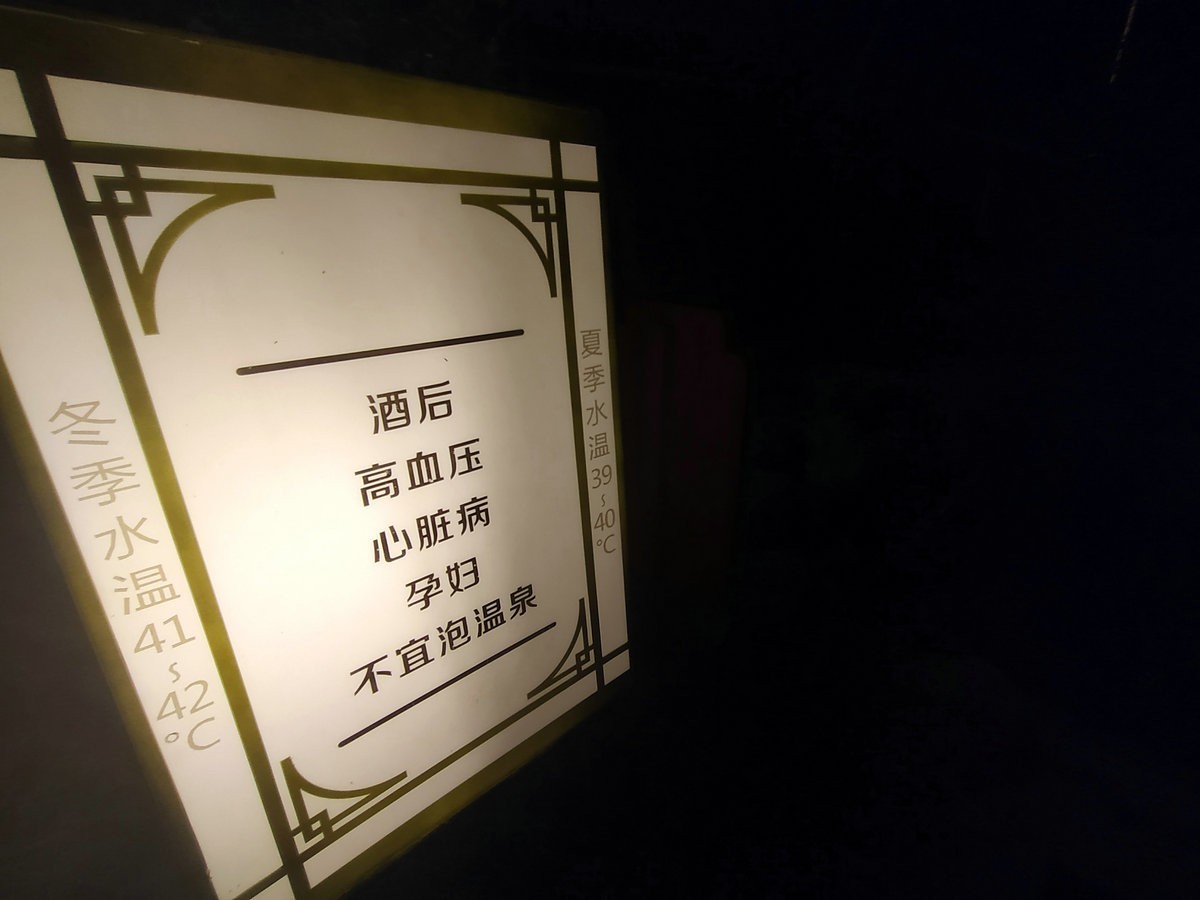 酒后
高血压
心脏病
孕妇
不宜泡温泉
冬季水温41~42℃
夏季水温39~40℃